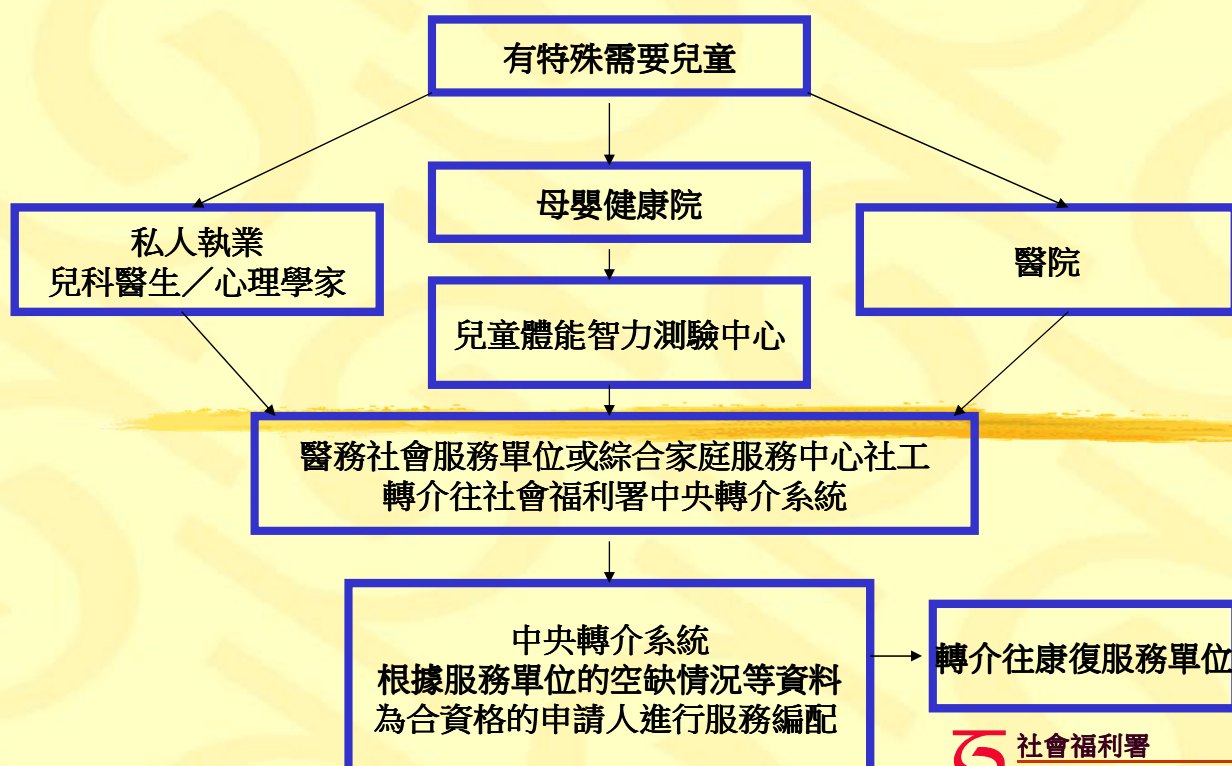 有特殊需要兒童
母嬰健康院
私人執業
兒科醫生／心理學家
醫院
兒童體能智力測驗中心
醫務社會服務單位或綜合家庭服務中心社工
轉介往社會福利署中央轉介系統
中央轉介系統
根據服務單位的空缺情況等資料
為合資格的申請人進行服務編配
轉介往康復服務單位
社會福利署